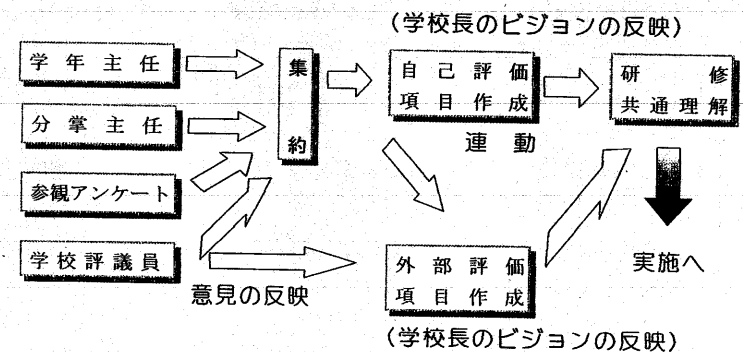 (学校長のビジョンの反映)
学年主任
分掌主任
参観アンケート
学校評議員
集約
自己評価
項目作成
研修
共通理解
連動
外部評価
項目作成
実施へ
意見の反映
(学校長のビジョンの反映)